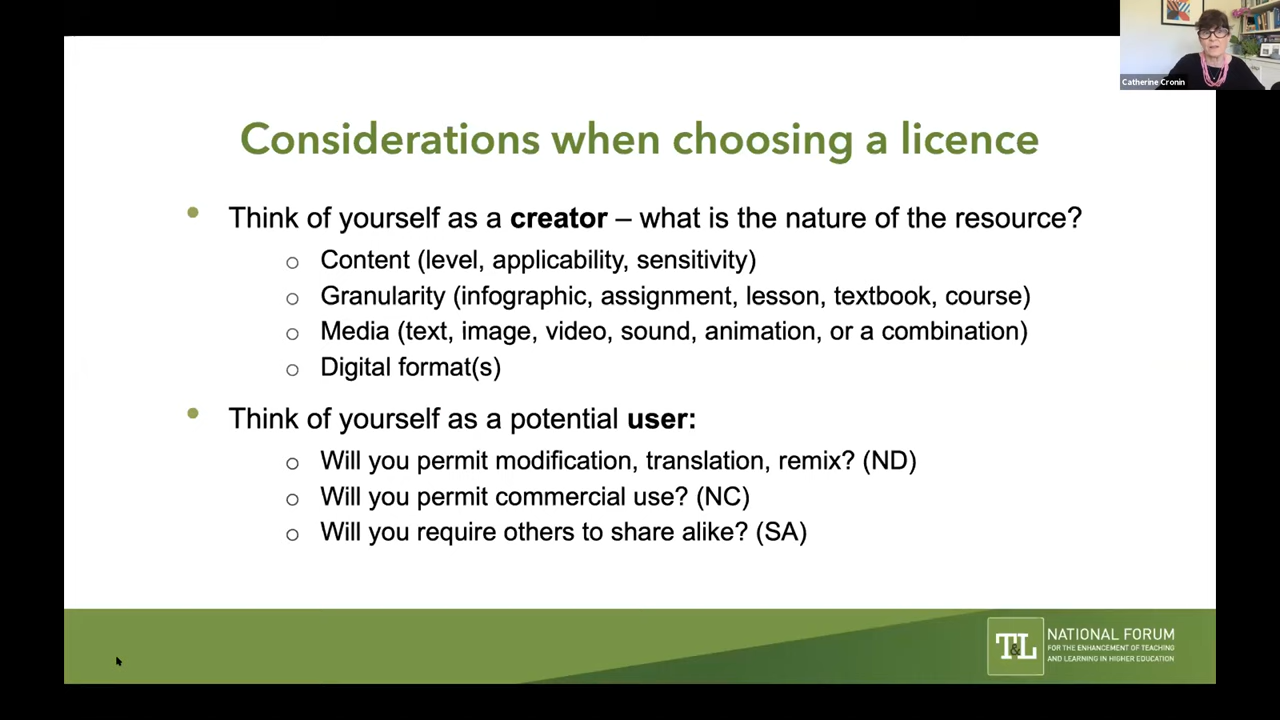 Catherine Cronin
Considerations when choosing a licence
• Think of yourself as a creator – what is the nature of the resource?
o Content (level, applicability, sensitivity)
o Granularity (infographic, assignment, lesson, textbook, course)
o Media (text, image, video, sound, animation, or a combination)
o Digital format(s)
• Think of yourself as a potential user:
o Will you permit modification, translation, remix? (ND)
o Will you permit commercial use? (NC)
o Will you require others to share alike? (SA)
T&L
NATIONAL FORUM
FOR THE ENHANCEMENT OF TEACHING
AND LEARNING IN HIGHER EDUCATION